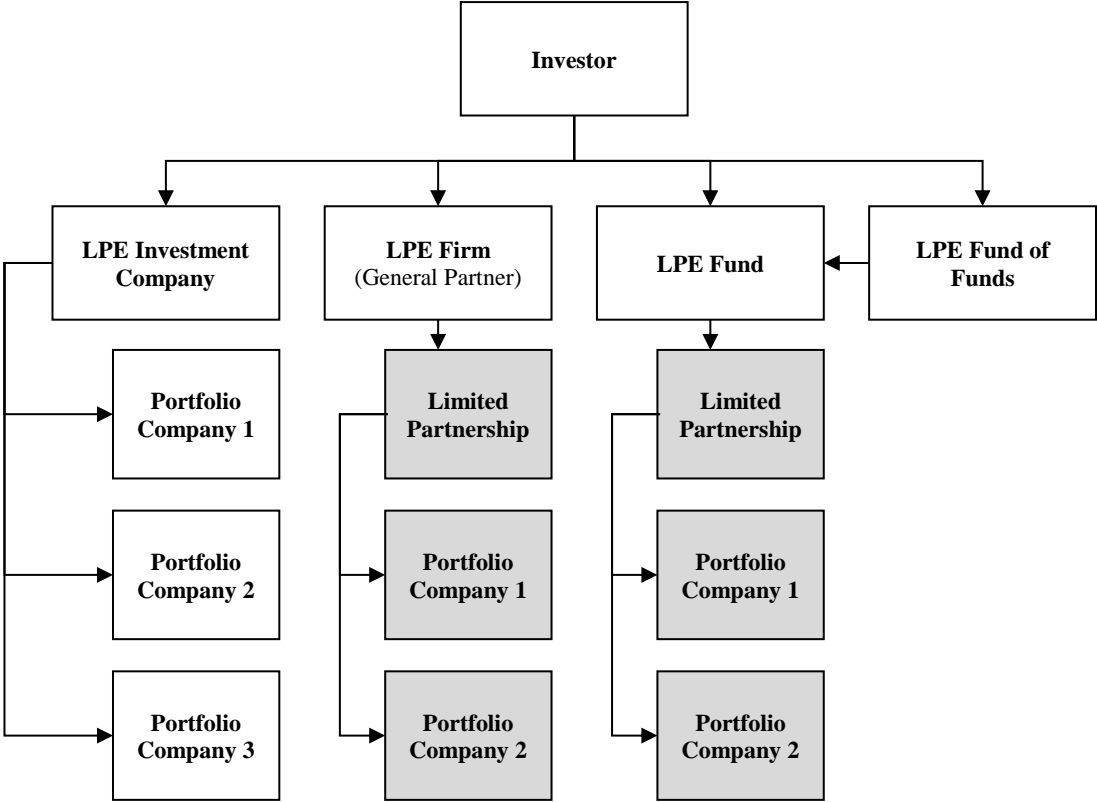 Investor
LPE Investment
Company
LPE Firm
(General Partner)
LPE Fund
LPE Fund of
Funds
Portfolio
Company 1
Limited
Partnership
Limited
Partnership
Portfolio
Company 2
Portfolio
Company 1
Portfolio
Company 1
Portfolio
Company 3
Portfolio
Company 2
Portfolio
Company 2